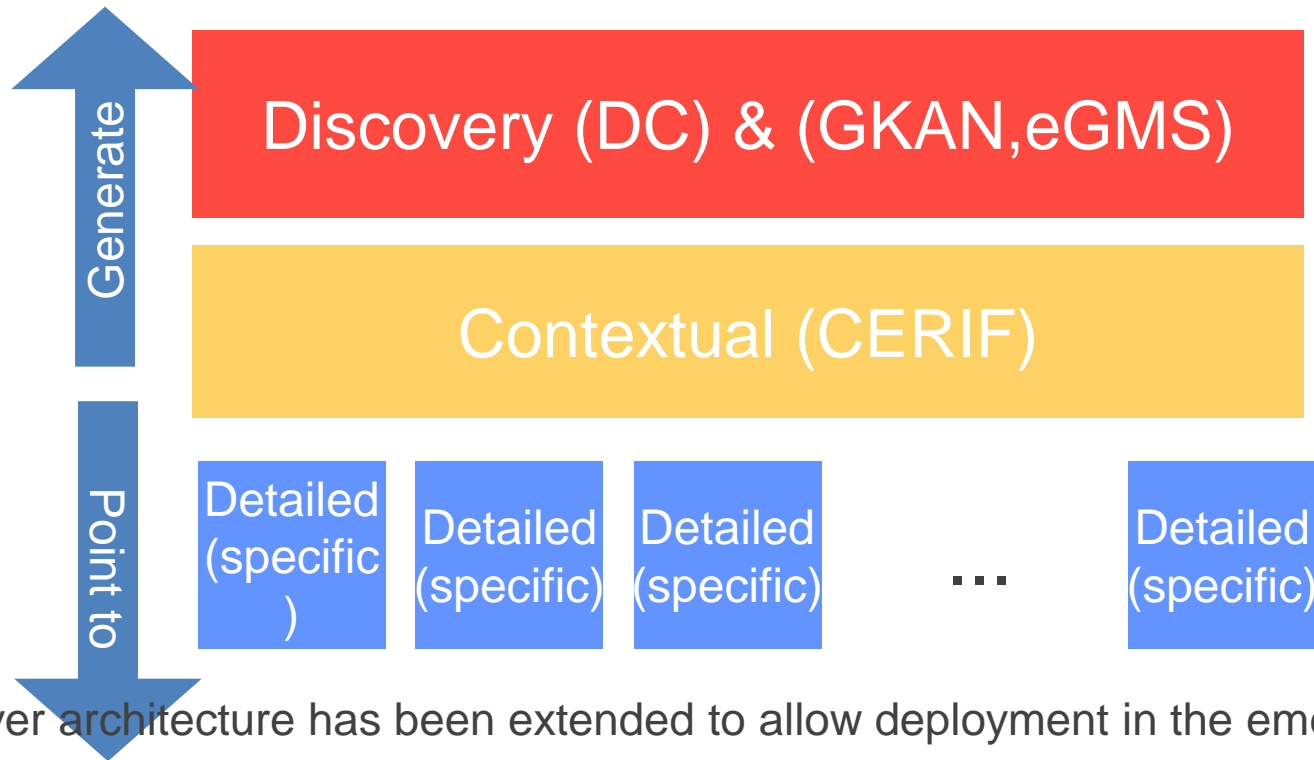 Generate
Discovery (DC) & (GKAN,eGMS)
Contextual (CERIF)
Point to
Detailed
(specific
)
Detailed
(specific)
Detailed
(specific)
...
Detailed
(specific)
architecture has been extended to allow deployment in the